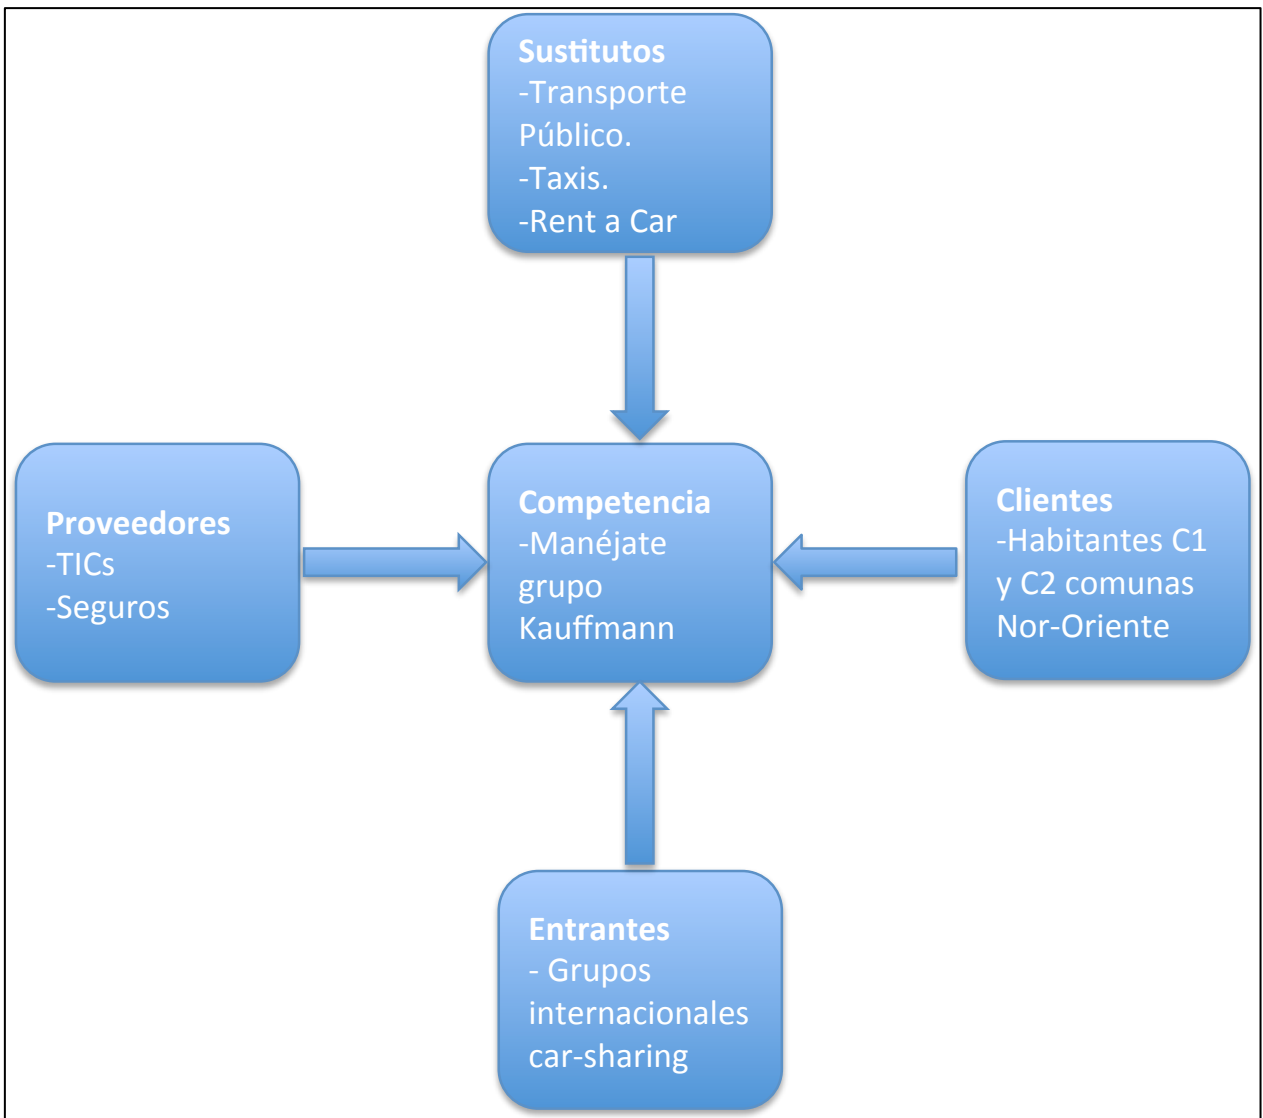 Sustitutos
-Transporte
Público.
-Taxis.
-Rent a Car
Proveedores
-TICs
-Seguros
Competencia
-Manéjate
grupo
Kauffmann
Clientes
-Habitantes C1
y C2 comunas
Nor-Oriente
Entrantes
- Grupos
internacionales
car-sharing